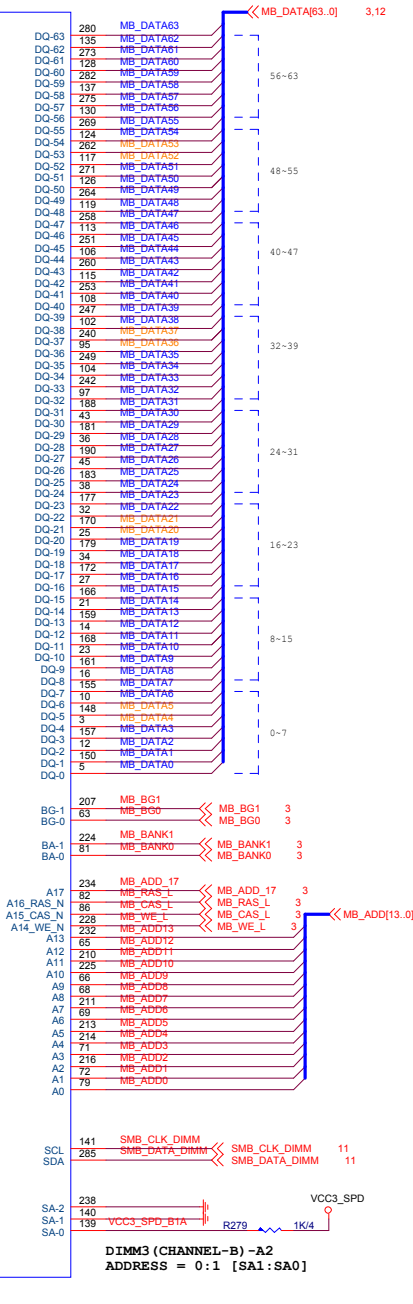 MB_DATA[63..0] 3,12
DQ-63 280 MB_DATA63
DQ-62 135 MB_DATA62
DQ-61 273 MB_DATA61
DQ-60 128 MB_DATA60
DQ-59 282 MB_DATA59
56~63
DQ-58 137 MB_DATA58
DQ-57 275 MB_DATA57
DQ-56 130 MB_DATA56
DQ-55 269 MB_DATA55
DQ-54 124 MB_DATA54
DQ-53 262 MB_DATA53
DQ-52 117 MB_DATA52
DQ-51 271 MB_DATA51
48~55
DQ-50 126 MB_DATA50
DQ-49 264 MB_DATA49
DQ-48 119 MB_DATA48
DQ-47 258 MB_DATA47
DQ-46 113 MB_DATA46
DQ-45 251 MB_DATA45
DQ-44 106 MB_DATA44
40~47
DQ-43 260 MB_DATA43
DQ-42 115 MB_DATA42
DQ-41 253 MB_DATA41
DQ-40 108 MB_DATA40
DQ-39 247 MB_DATA39
DQ-38 102 MB_DATA38
DQ-37 240 MB_DATA37
DQ-36 95 MB_DATA36
32~39
DQ-35 249 MB_DATA35
DQ-34 104 MB_DATA34
DQ-33 242 MB_DATA33
DQ-32 97 MB_DATA32
DQ-31 188 MB_DATA31
DQ-30 43 MB_DATA30
DQ-29 181 MB_DATA29
DQ-28 36 MB_DATA28
DQ-27 190 MB_DATA27
24~31
DQ-26 45 MB_DATA26
DQ-25 183 MB_DATA25
DQ-24 38 MB_DATA24
DQ-23 177 MB_DATA23
DQ-22 32 MB_DATA22
DQ-21 170 MB_DATA21
DQ-20 25 MB_DATA20
DQ-19 179 MB_DATA19
16~23
DQ-18 34 MB_DATA18
DQ-17 172 MB_DATA17
DQ-16 27 MB_DATA16
DQ-15 166 MB_DATA15
DQ-14 21 MB_DATA14
DQ-13 159 MB_DATA13
DQ-12 14 MB_DATA12
DQ-11 168 MB_DATA11
8~15
DQ-10 23 MB_DATA10
DQ-9 161 MB_DATA9
DQ-8 16 MB_DATA8
DQ-7 155 MB_DATA7
DQ-6 10 MB_DATA6
DQ-5 148 MB_DATA5
DQ-4 3 MB_DATA4
DQ-3 157 MB_DATA3
0~7
DQ-2 12 MB_DATA2
DQ-1 150 MB_DATA1
DQ-0 5 MB_DATA0
BG-1 207 MB_BG1 MB_BG1 3
BG-0 63 MB_BG0 MB_BG0 3
BA-1 224 MB_BANK1 MB_BANK1 3
BA-0 81 MB_BANK0 MB_BANK0 3
A17 234 MB_ADD_17 MB_ADD_17 3
A16_RAS_N 82 MB_RAS_L MB_RAS_L 3
A15_CAS_N 86 MB_CAS_L MB_CAS_L 3
A14_WE_N 228 MB_WE_L MB_WE_L 3
MB_ADD[13..0]
A13 232 MB_ADD13
A12 65 MB_ADD12
A11 210 MB_ADD11
A10 225 MB_ADD10
A9 66 MB_ADD9
A8 68 MB_ADD8
A7 211 MB_ADD7
A6 69 MB_ADD6
A5 213 MB_ADD5
A4 214 MB_ADD4
A3 71 MB_ADD3
A2 216 MB_ADD2
A1 72 MB_ADD1
A0 79 MB_ADD0
SCL 141 SMB_CLK_DIMM SMB_CLK_DIMM 11
SDA 285 SMB_DATA_DIMM SMB_DATA_DIMM 11
VCC3_SPD
SA-2 238
SA-1 140
SA-0 139 VCC3_SPD_B1A R279 1K/4
DIMM3(CHANNEL-B)-A2
ADDRESS = 0:1 [SA1:SA0]